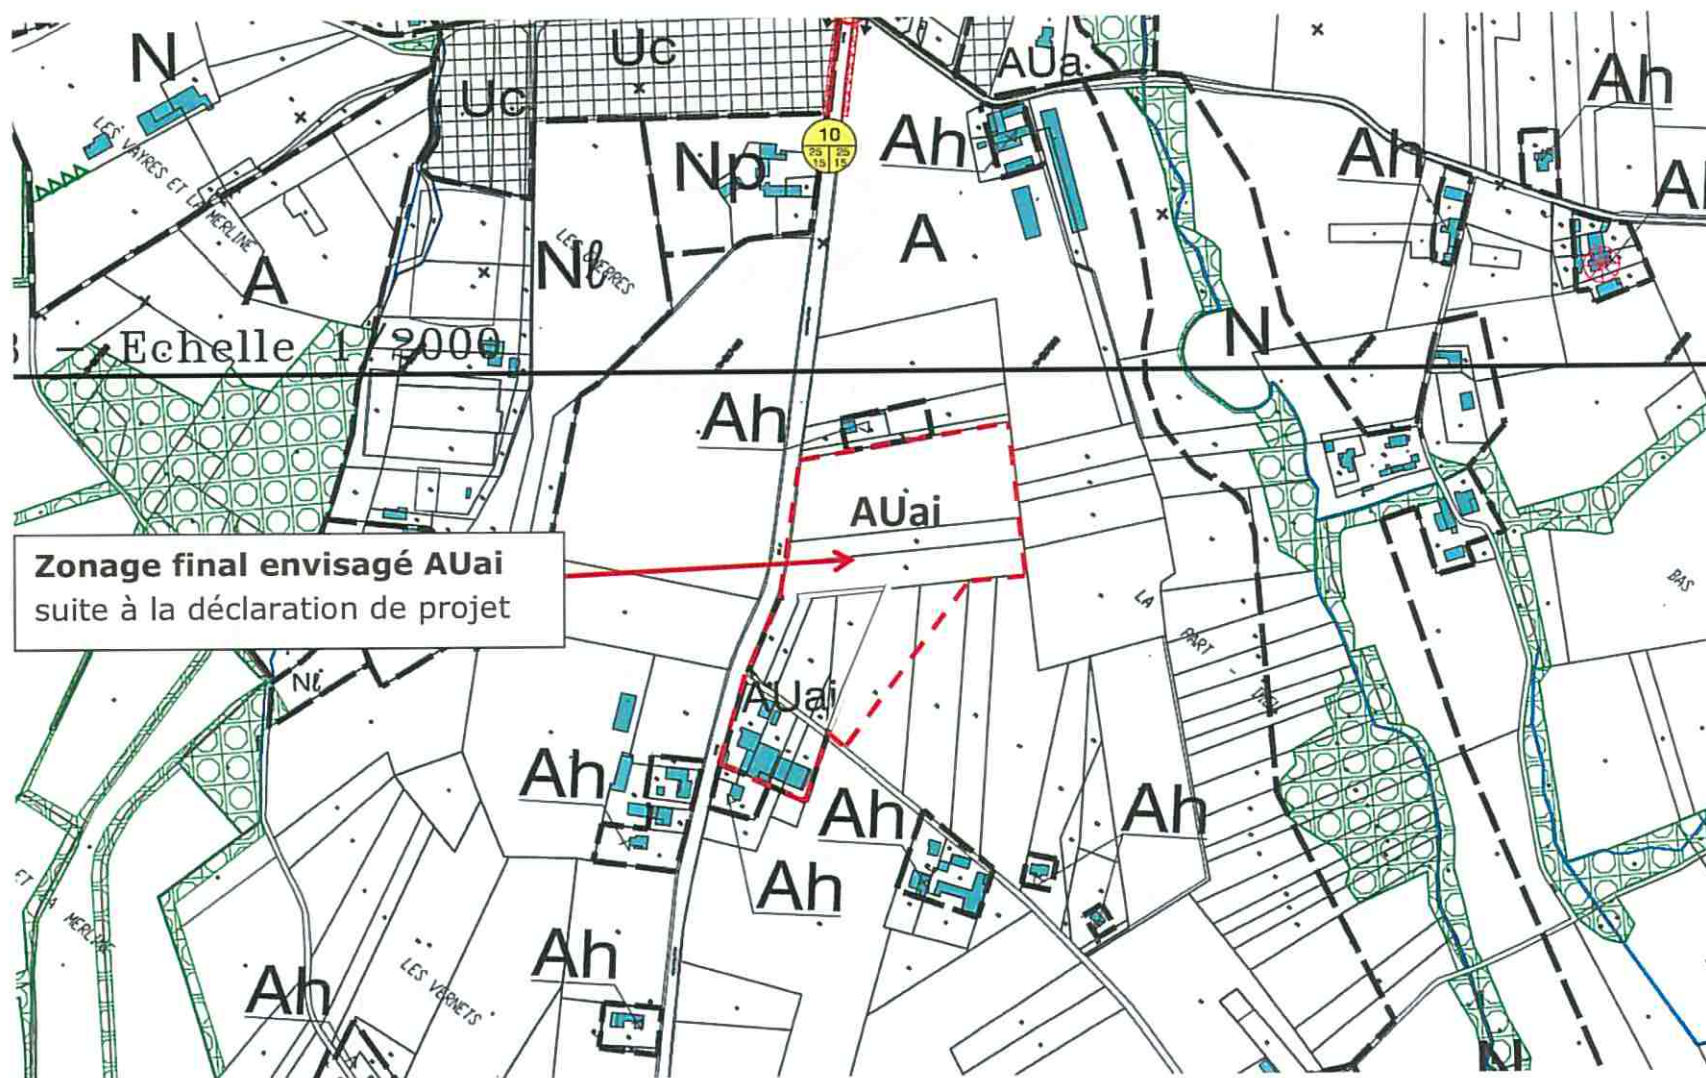 N
Uc
Uc
AUa
Ah
10
25 25
15 15
Np
Ah
Ah
LES VAYRES ET LA MERLINE
A
Nℓ
A
N
Echelle 1 / 2000
Ah
AUai
Zonage final envisagé AUai
suite à la déclaration de projet
LA
PART
BAS
Nℓ
AUai
Ah
Ah
Ah
Ah
ET
MERLINE
Ah
Ah
LES VERNETS
N